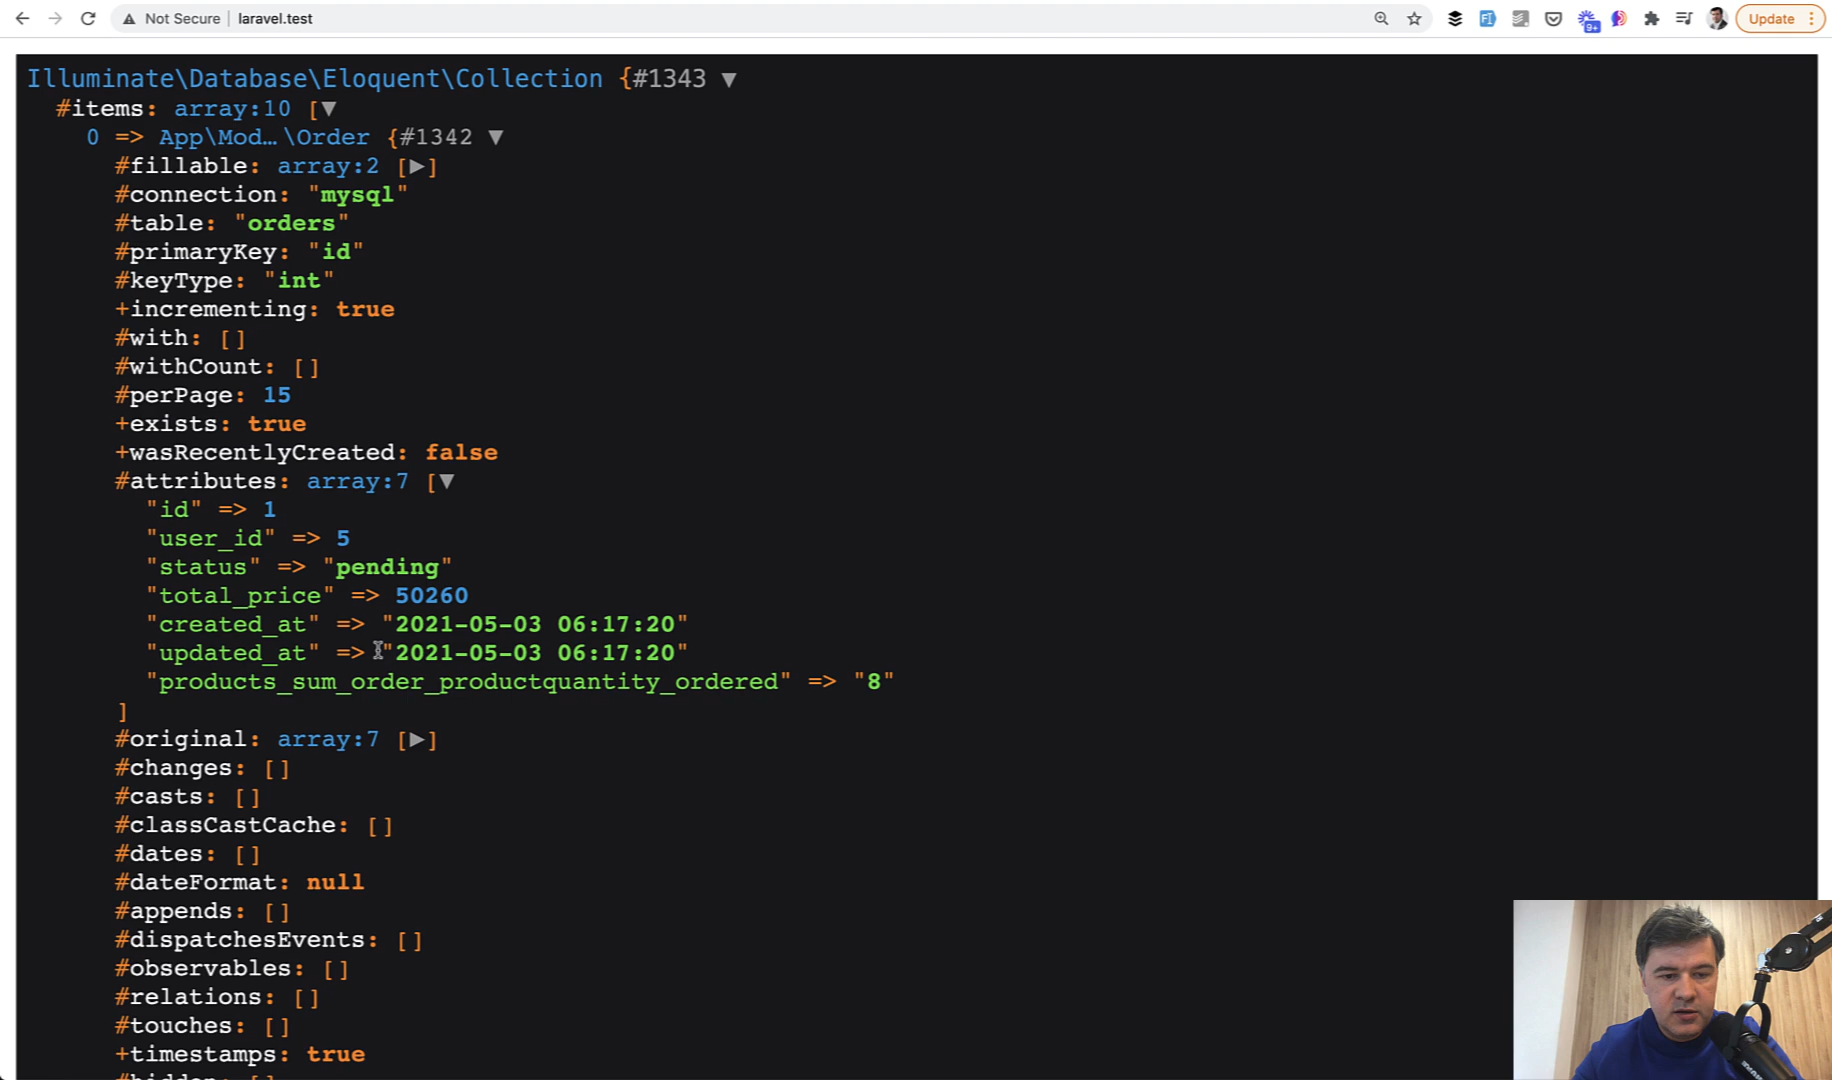 Not Secure | laravel.test
9+
Update
Illuminate\Database\Eloquent\Collection {#1343 ▼
#items: array:10 [▼
0 => App\Mod…\Order {#1342 ▼
#fillable: array:2 [▶]
#connection: "mysql"
#table: "orders"
#primaryKey: "id"
#keyType: "int"
+incrementing: true
#with: []
#withCount: []
#perPage: 15
+exists: true
+wasRecentlyCreated: false
#attributes: array:7 [▼
"id" => 1
"user_id" => 5
"status" => "pending"
"total_price" => 50260
"created_at" => "2021-05-03 06:17:20"
"updated_at" => "2021-05-03 06:17:20"
"products_sum_order_productquantity_ordered" => "8"
]
#original: array:7 [▶]
#changes: []
#casts: []
#classCastCache: []
#dates: []
#dateFormat: null
#appends: []
#dispatchesEvents: []
#observables: []
#relations: []
#touches: []
+timestamps: true